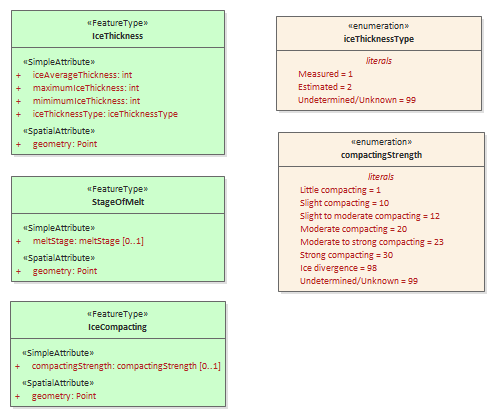 «FeatureType»
IceThickness
«SimpleAttribute»
+ iceAverageThickness: int
+ maximumIceThickness: int
+ mimimumIceThickness: int
+ iceThicknessType: iceThicknessType
«SpatialAttribute»
+ geometry: Point
«FeatureType»
StageOfMelt
«SimpleAttribute»
+ meltStage: meltStage [0..1]
«SpatialAttribute»
+ geometry: Point
«FeatureType»
IceCompacting
«SimpleAttribute»
+ compactingStrength: compactingStrength [0..1]
«SpatialAttribute»
+ geometry: Point
«enumeration»
iceThicknessType
literals
Measured = 1
Estimated = 2
Undetermined/Unknown = 99
«enumeration»
compactingStrength
literals
Little compacting = 1
Slight compacting = 10
Slight to moderate compacting = 12
Moderate compacting = 20
Moderate to strong compacting = 23
Strong compacting = 30
Ice divergence = 98
Undetermined/Unknown = 99